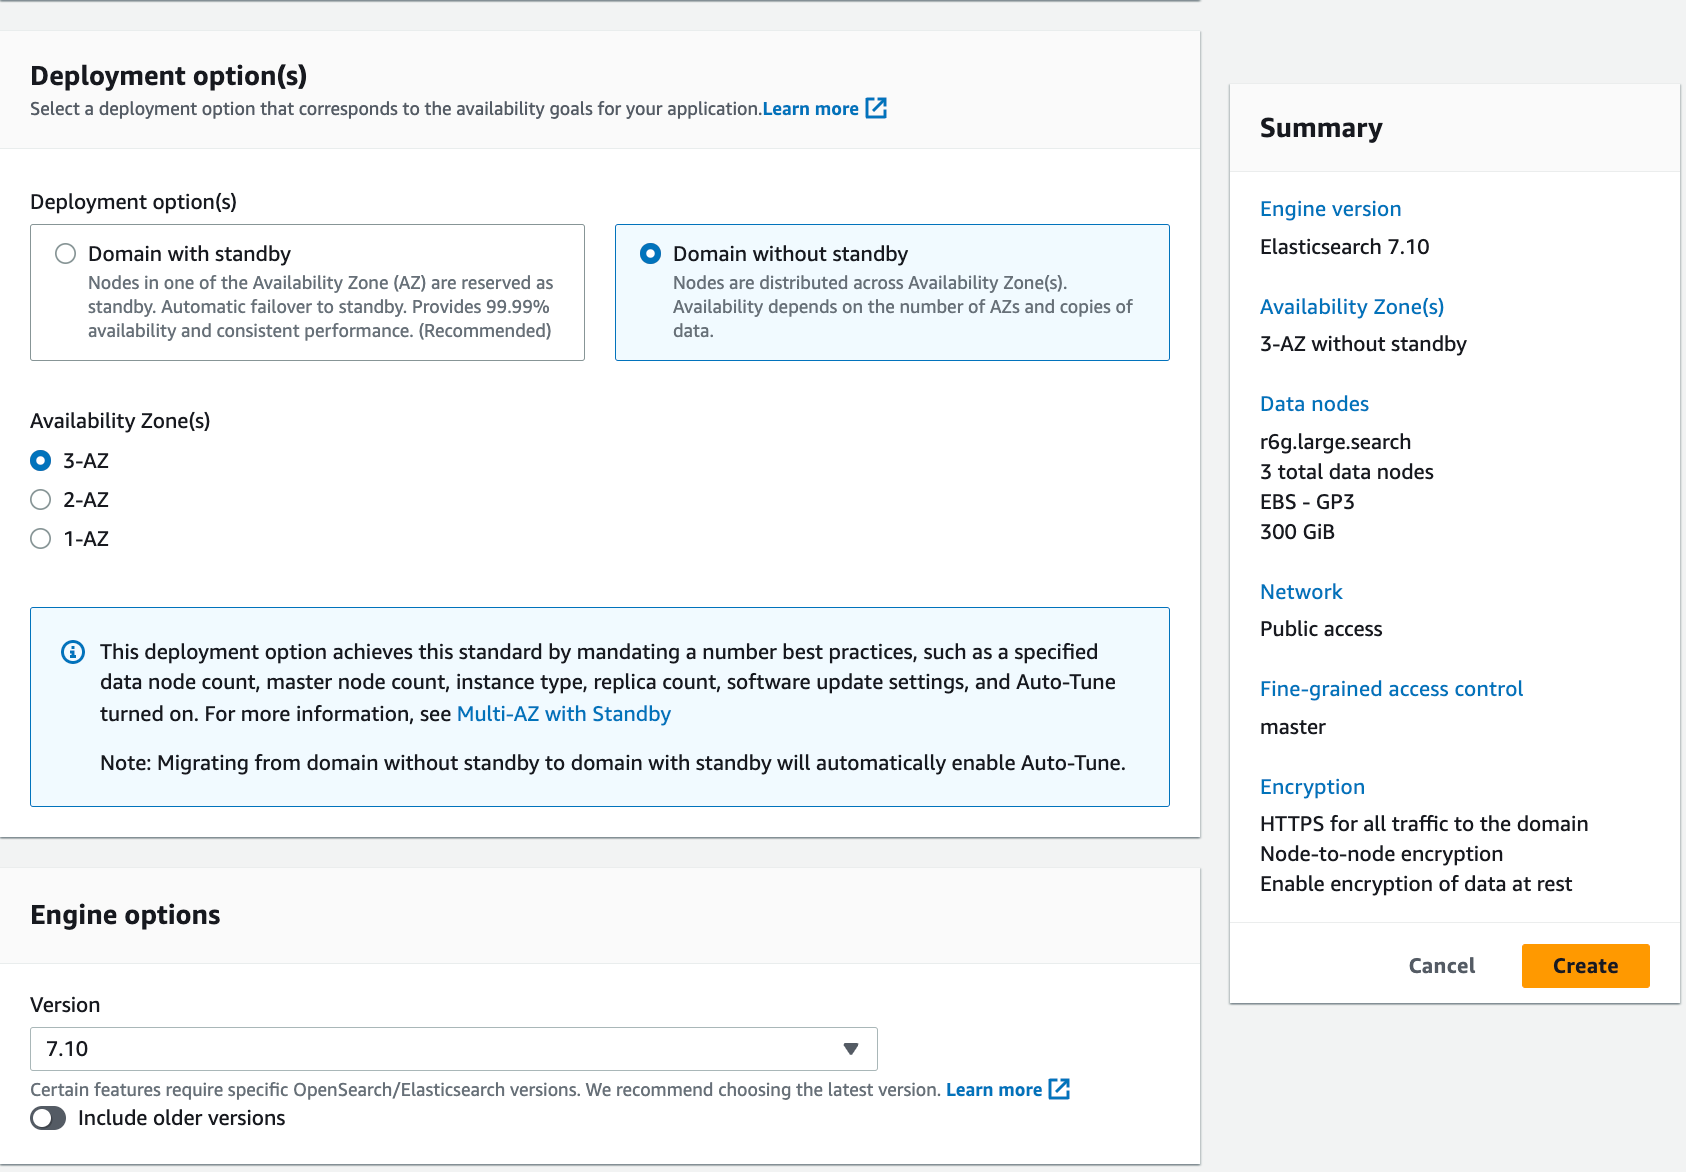 Deployment option(s)
Select a deployment option that corresponds to the availability goals for your application.Learn more
Deployment option(s)
Domain with standby
Nodes in one of the Availability Zone (AZ) are reserved as
standby. Automatic failover to standby. Provides 99.99%
availability and consistent performance. (Recommended)
Domain without standby
Nodes are distributed across Availability Zone(s).
Availability depends on the number of AZs and copies of
data.
Availability Zone(s)
3-AZ
2-AZ
1-AZ
This deployment option achieves this standard by mandating a number best practices, such as a specified
data node count, master node count, instance type, replica count, software update settings, and Auto-Tune
turned on. For more information, see Multi-AZ with Standby
Note: Migrating from domain without standby to domain with standby will automatically enable Auto-Tune.
Engine options
Version
7.10
Certain features require specific OpenSearch/Elasticsearch versions. We recommend choosing the latest version. Learn more
Include older versions
Summary
Engine version
Elasticsearch 7.10
Availability Zone(s)
3-AZ without standby
Data nodes
r6g.large.search
3 total data nodes
EBS - GP3
300 GiB
Network
Public access
Fine-grained access control
master
Encryption
HTTPS for all traffic to the domain
Node-to-node encryption
Enable encryption of data at rest
Cancel
Create